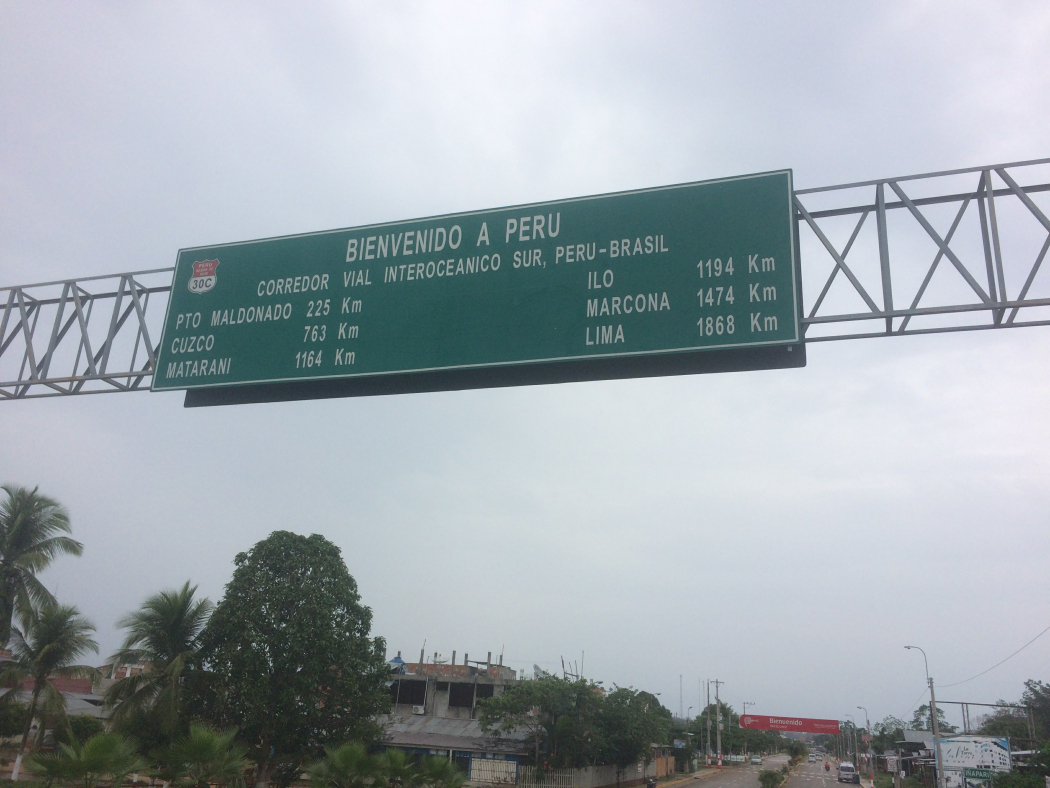 BIENVENIDO A PERU
CORREDOR VIAL INTEROCEANICO SUR, PERU-BRASIL
PERU
30C
PTO MALDONADO 225 Km
CUZCO 763 Km
MATARANI 1164 Km
ILO 1194 Km
MARCONA 1474 Km
LIMA 1868 Km
Bienvenido